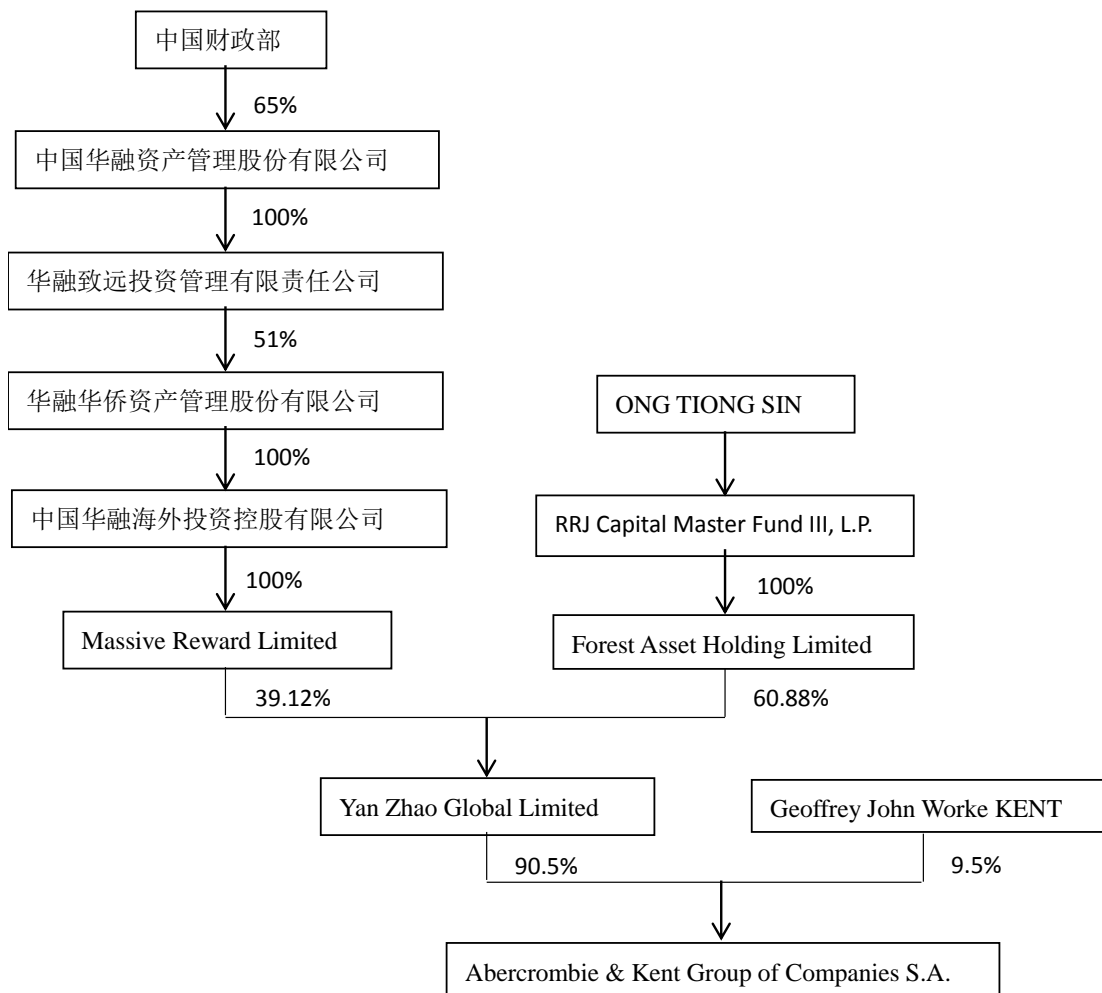 中国财政部
65%
中国华融资产管理股份有限公司
100%
华融致远投资管理有限责任公司
51%
华融华侨资产管理股份有限公司
ONG TIONG SIN
100%
中国华融海外投资控股有限公司
RRJ Capital Master Fund III, L.P.
100%
100%
Massive Reward Limited
Forest Asset Holding Limited
39.12%
60.88%
Yan Zhao Global Limited
Geoffrey John Worke KENT
90.5%
9.5%
Abercrombie & Kent Group of Companies S.A.